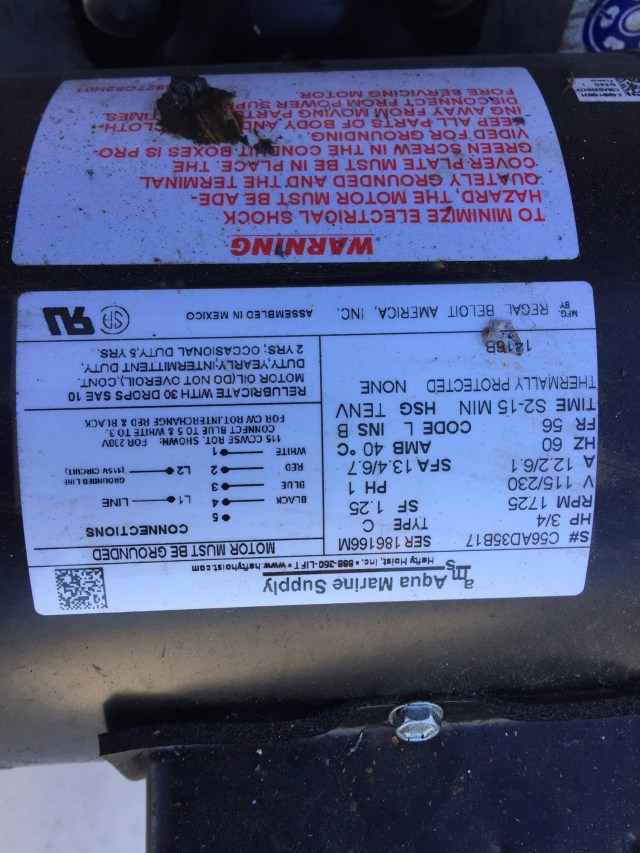 ams Aqua Marine Supply
Hefty Hoist, Inc. • 888-360-LIFT • www.heftyhoist.com
S# C56AD35B17 SER 186166M
HP 3/4 TYPE C
RPM 1725 SF 1.25
V 115/230 PH 1
A 12.2/6.1 SFA 13.4/6.7
HZ 60 AMB 40 °C
FR 56 CODE L INS B
TIME S2-15 MIN HSG TENV
THERMALLY PROTECTED NONE
14416B
MOTOR MUST BE GROUNDED
CONNECTIONS
5
BLACK 4 L1 LINE
BLUE 3
RED 2 L2 GROUNDED LINE (115V CIRCUIT)
WHITE 1
115 CCWSE ROT. SHOWN: FOR 230V
CONNECT BLUE & 5 TO 2 & WHITE TO 3.
FOR CW ROT. INTERCHANGE RED & BLACK
RELUBRICATE WITH 30 DROPS SAE 10
MOTOR OIL(DO NOT OVEROIL).CONT.
DUTY,YEARLY;INTERMITTENT DUTY,
2 YRS; OCCASIONAL DUTY,5 YRS.
MFG. BY REGAL BELOIT AMERICA, INC. ASSEMBLED IN MEXICO
WARNING
TO MINIMIZE ELECTRICAL SHOCK
HAZARD, THE MOTOR MUST BE ADE-
QUATELY GROUNDED AND THE TERMINAL
COVER PLATE MUST BE IN PLACE. THE
GREEN SCREW IN THE CONDUIT BOXES IS PRO-
VIDED FOR GROUNDING.
KEEP ALL PARTS OF BODY AND CLOTH-
ING AWAY FROM MOVING PARTS.
DISCONNECT FROM POWER
FORE SERVICING MOTOR.